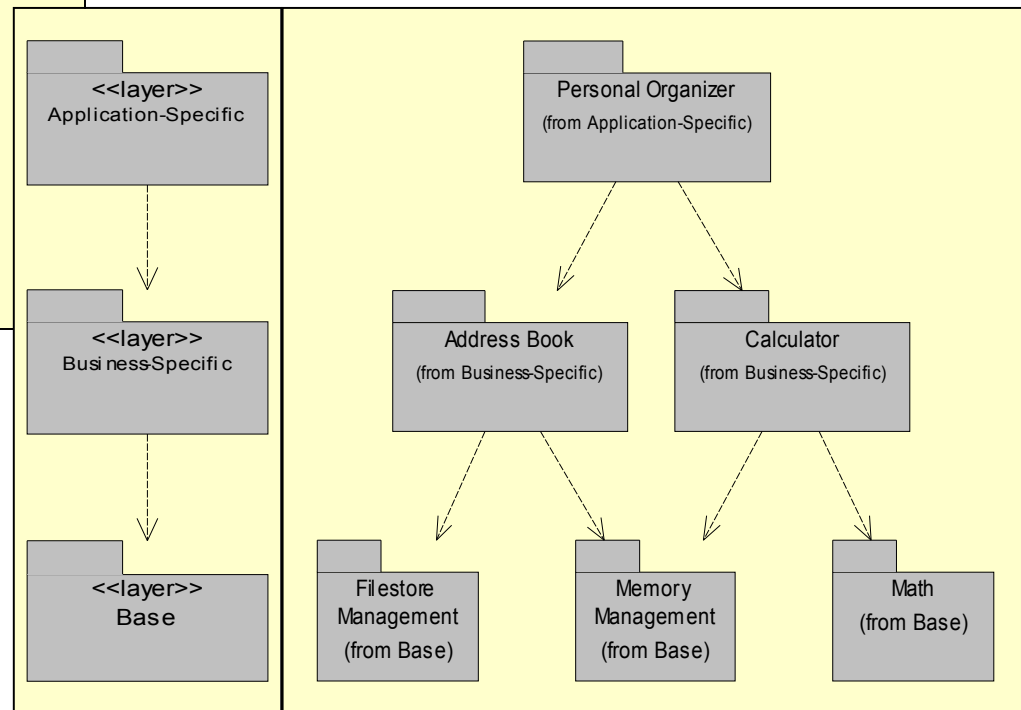 <<layer>>
Application-Specific
<<layer>>
Business-Specific
<<layer>>
Base
Personal Organizer
(from Application-Specific)
Address Book
(from Business-Specific)
Calculator
(from Business-Specific)
Filestore
Management
(from Base)
Memory
Management
(from Base)
Math
(from Base)